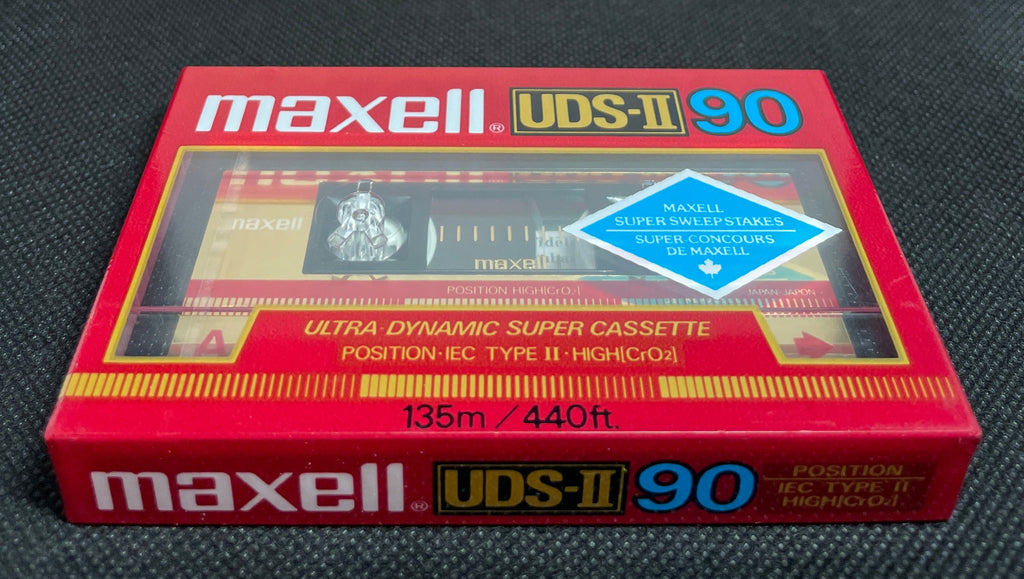 maxell® UDS-II 90
maxell
MAXELL
SUPER SWEEPSTAKES
SUPER CONCOURS
DE MAXELL
maxell
POSITION HIGH[CrO2]
JAPAN·JAPON
A
ULTRA·DYNAMIC SUPER CASSETTE
POSITION·IEC TYPE II·HIGH[CrO2]
135m / 440ft.
maxell® UDS-II 90
POSITION
IEC TYPE II
HIGH[CrO2]